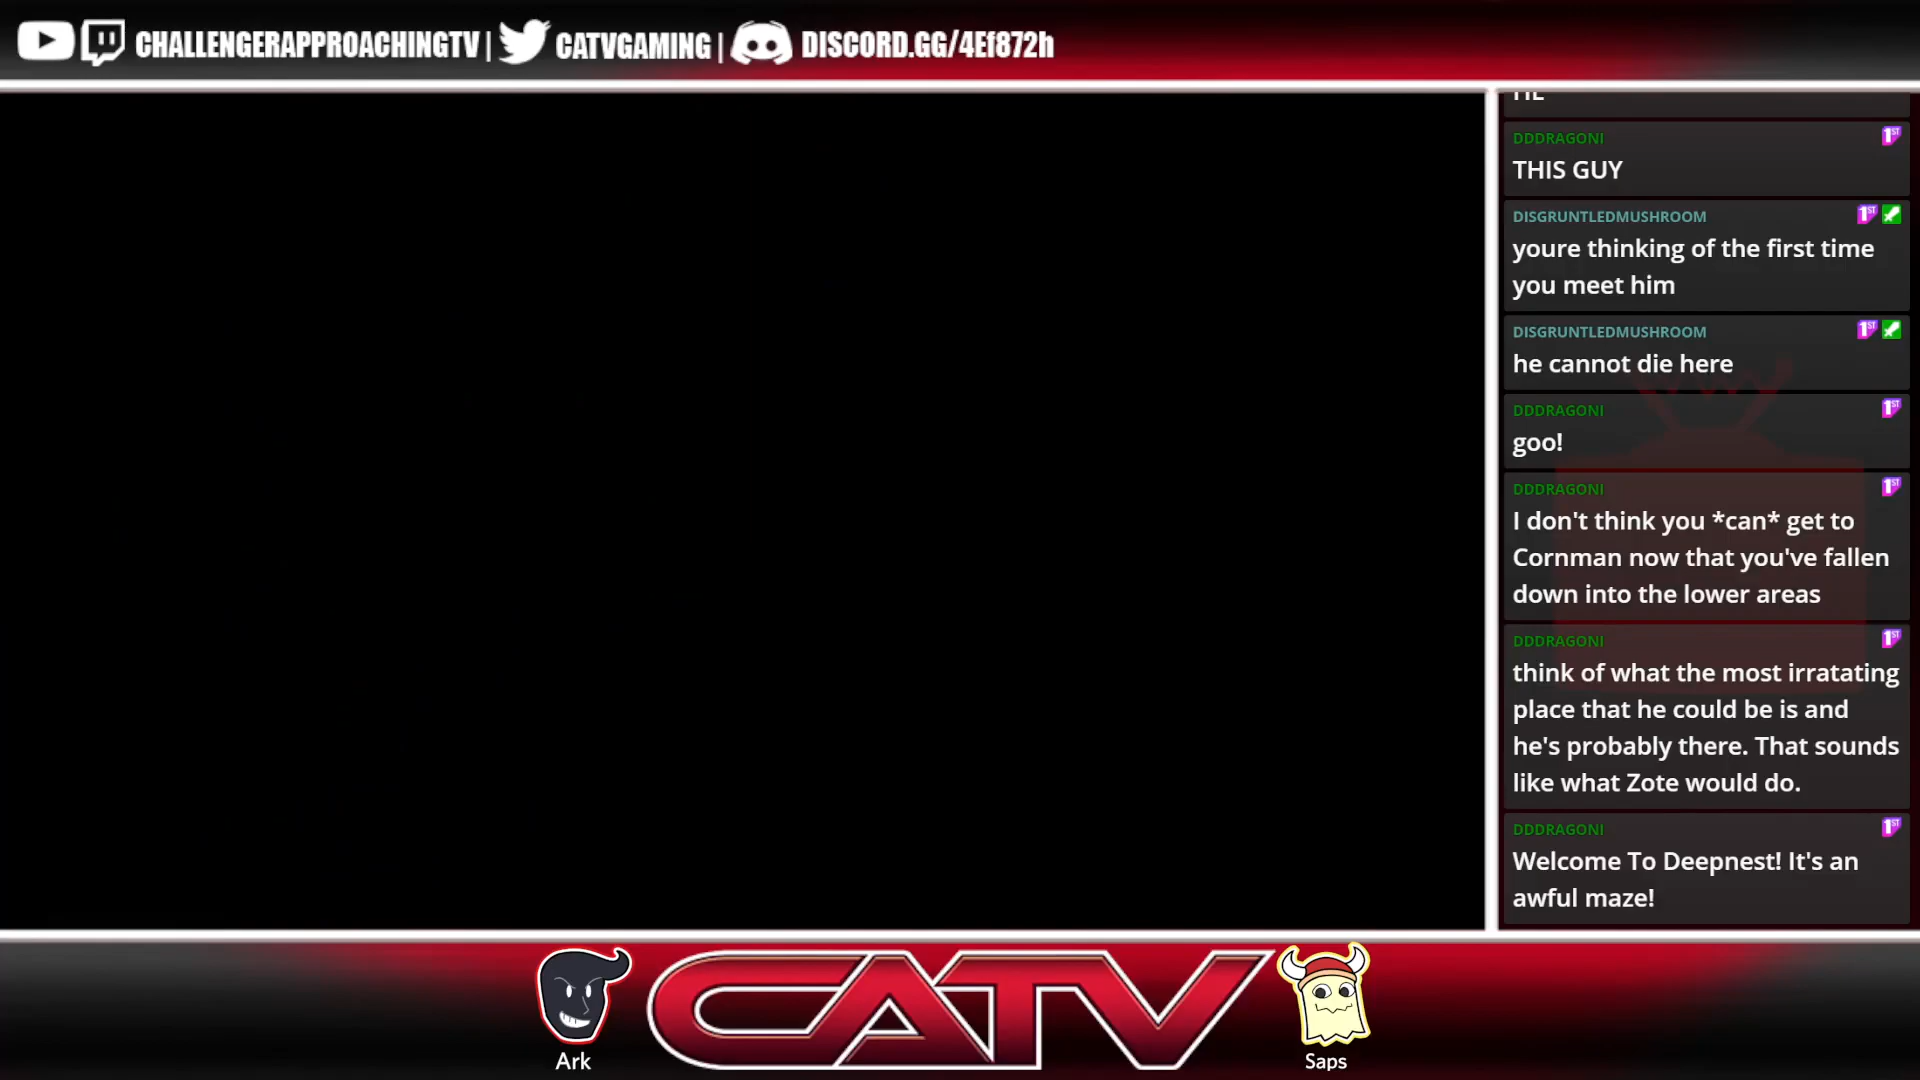 CHALLENGERAPPROACHINGTV | CATVGAMING | DISCORD.GG/4Ef872h
HE
DDDRAGONI
THIS GUY
DISGRUNTLEDMUSHROOM
youre thinking of the first time
you meet him
DISGRUNTLEDMUSHROOM
he cannot die here
DDDRAGONI
goo!
DDDRAGONI
I don't think you *can* get to
Cornman now that you've fallen
down into the lower areas
DDDRAGONI
think of what the most irratating
place that he could be is and
he's probably there. That sounds
like what Zote would do.
DDDRAGONI
Welcome To Deepnest! It's an
awful maze!
CATV
Ark
Saps